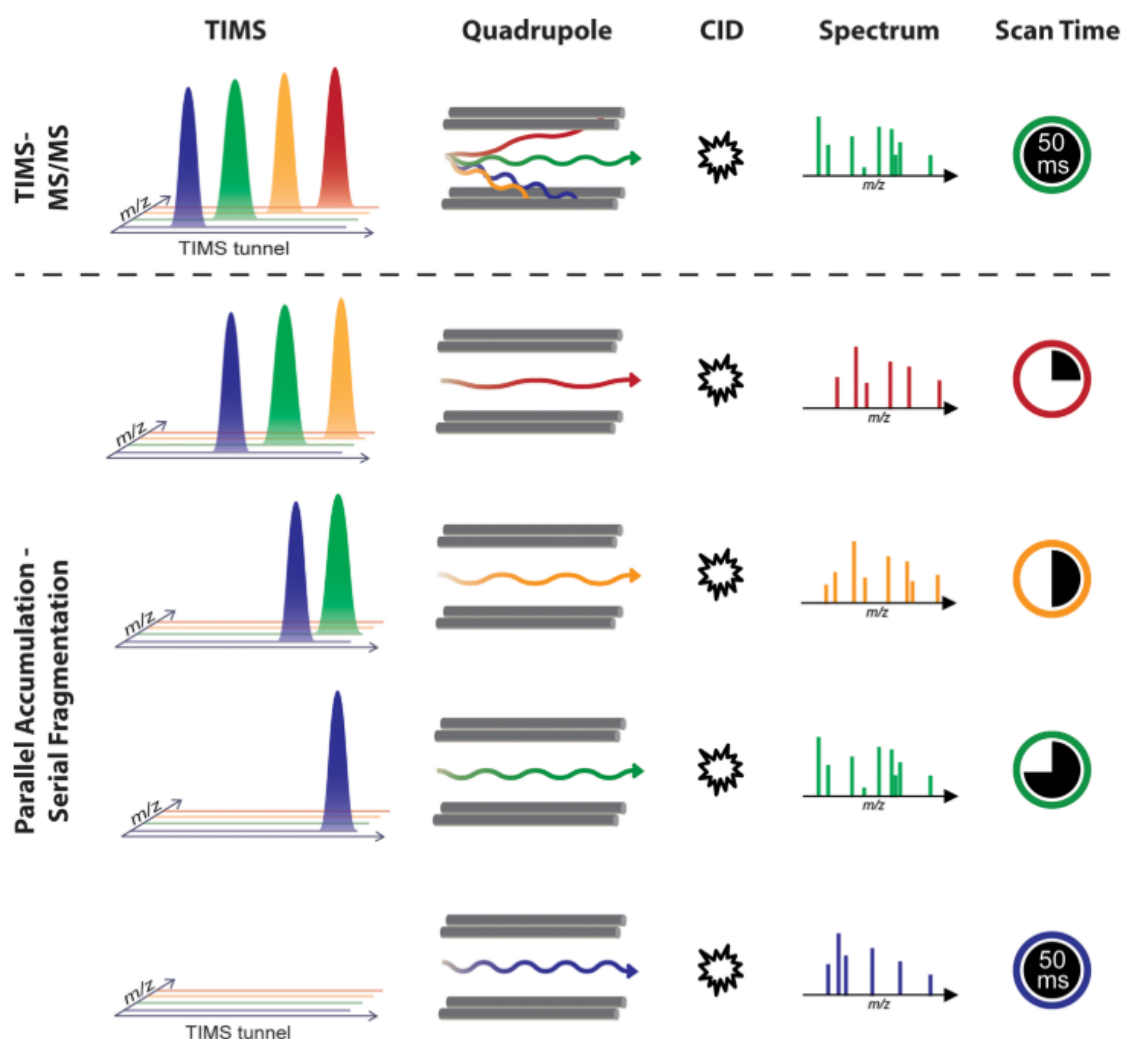 TIMS
Quadrupole
CID
Spectrum
Scan Time
TIMS-
MS/MS
m/z
TIMS tunnel
m/z
50
ms
Parallel Accumulation -
Serial Fragmentation
m/z
m/z
m/z
m/z
m/z
m/z
m/z
TIMS tunnel
m/z
50
ms